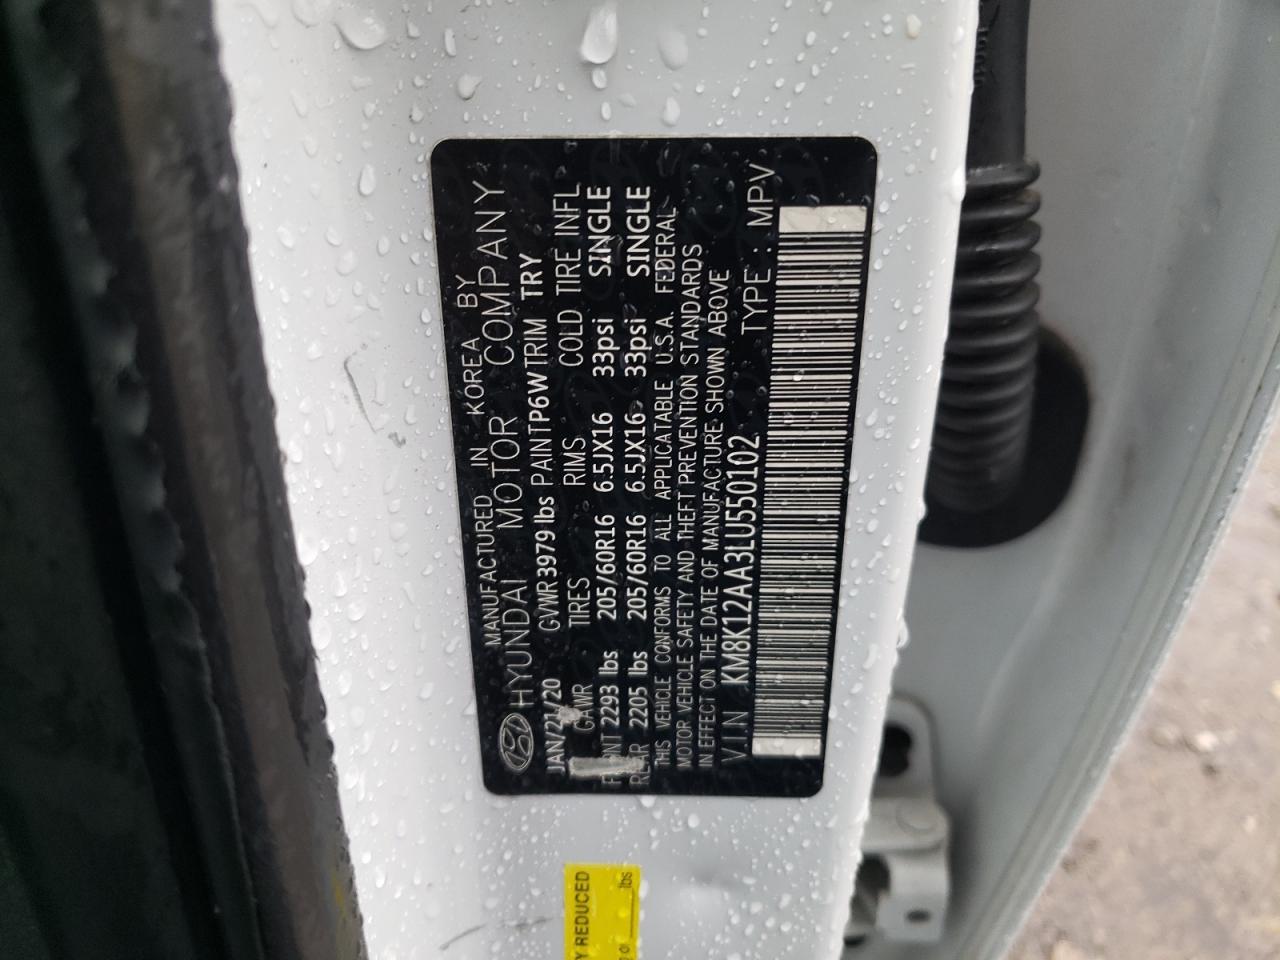 MANUFACTURED IN KOREA BY
HYUNDAI MOTOR COMPANY
JAN/21/20 GVWR 3979 lbs PAINT P6W TRIM TRY
GAWR TIRES RIMS COLD TIRE INFL
FRONT 2293 lbs 205/60R16 6.5JX16 33psi SINGLE
REAR 2205 lbs 205/60R16 6.5JX16 33psi SINGLE
THIS VEHICLE CONFORMS TO ALL APPLICATABLE U.S.A. FEDERAL
MOTOR VEHICLE SAFETY AND THEFT PREVENTION STANDARDS
IN EFFECT ON THE DATE OF MANUFACTURE SHOWN ABOVE
VIN KM8K12AA3LU550102 TYPE : MPV
Y REDUCED
lbs